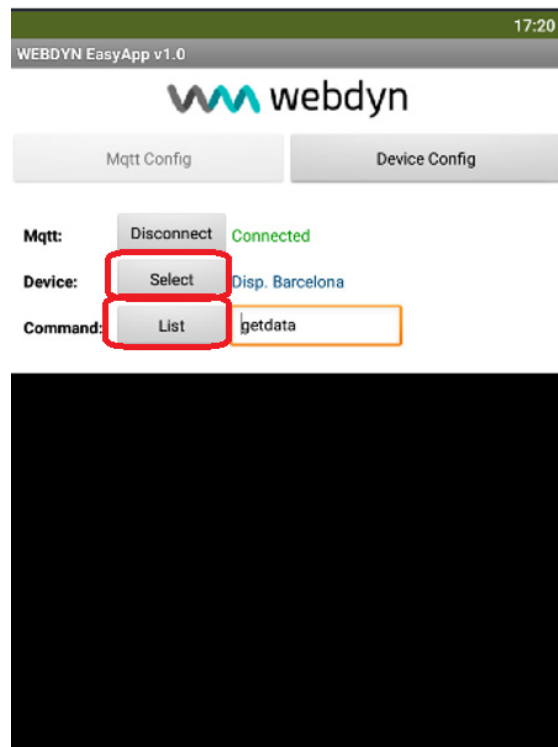 17:20
WEBDYN EasyApp v1.0
webdyn
Mqtt Config Device Config
Mqtt: Disconnect Connected
Device: Select Disp. Barcelona
Command: List getdata